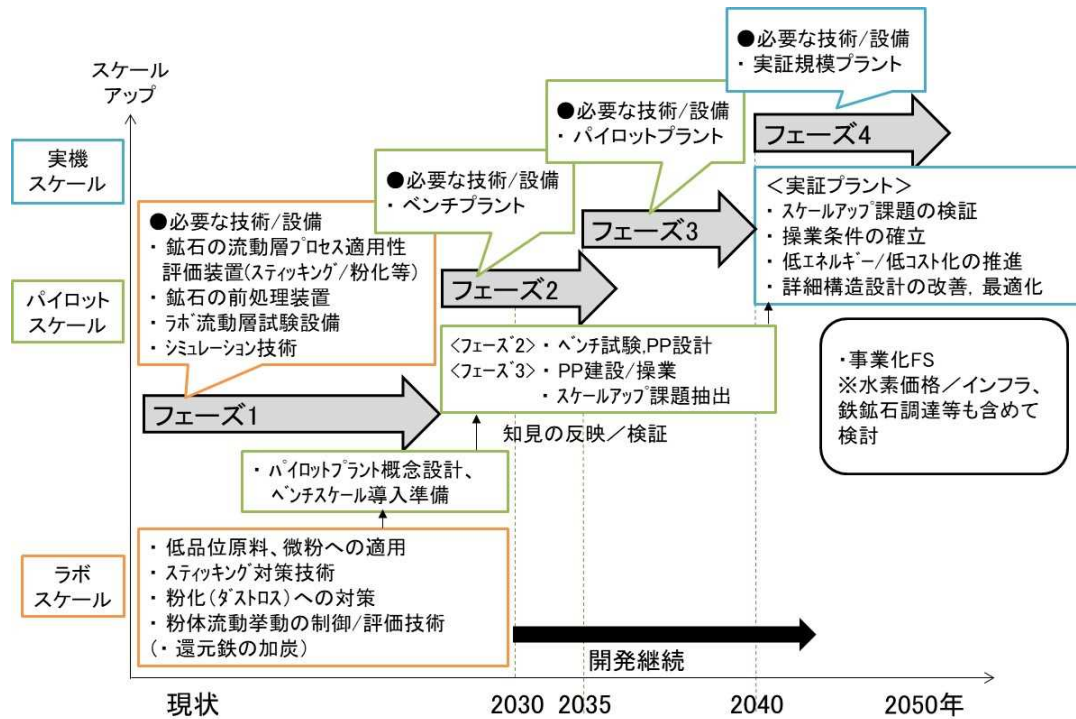 スケール
アップ
実機
スケール
パイロット
スケール
ラボ
スケール
●必要な技術/設備
・実証規模プラント
フェーズ4
●必要な技術/設備
・パイロットプラント
フェーズ3
●必要な技術/設備
・ベンチプラント
フェーズ2
●必要な技術/設備
・鉱石の流動層プロセス適用性
評価装置(スティッキング/粉化等)
・鉱石の前処理装置
・ラボ流動層試験設備
・シミュレーション技術
フェーズ1
<実証プラント>
・スケールアップ課題の検証
・操業条件の確立
・低エネルギー/低コスト化の推進
・詳細構造設計の改善, 最適化
<フェーズ2>・ベンチ試験,PP設計
<フェーズ3>・PP建設/操業
・スケールアップ課題抽出
知見の反映/検証
・事業化FS
※水素価格/インフラ、
鉄鉱石調達等も含めて
検討
・パイロットプラント概念設計、
ベンチスケール導入準備
・低品位原料、微粉への適用
・スティッキング対策技術
・粉化(ダストロス)への対策
・粉体流動挙動の制御/評価技術
(・還元鉄の加炭)
開発継続
現状 2030 2035 2040 2050年